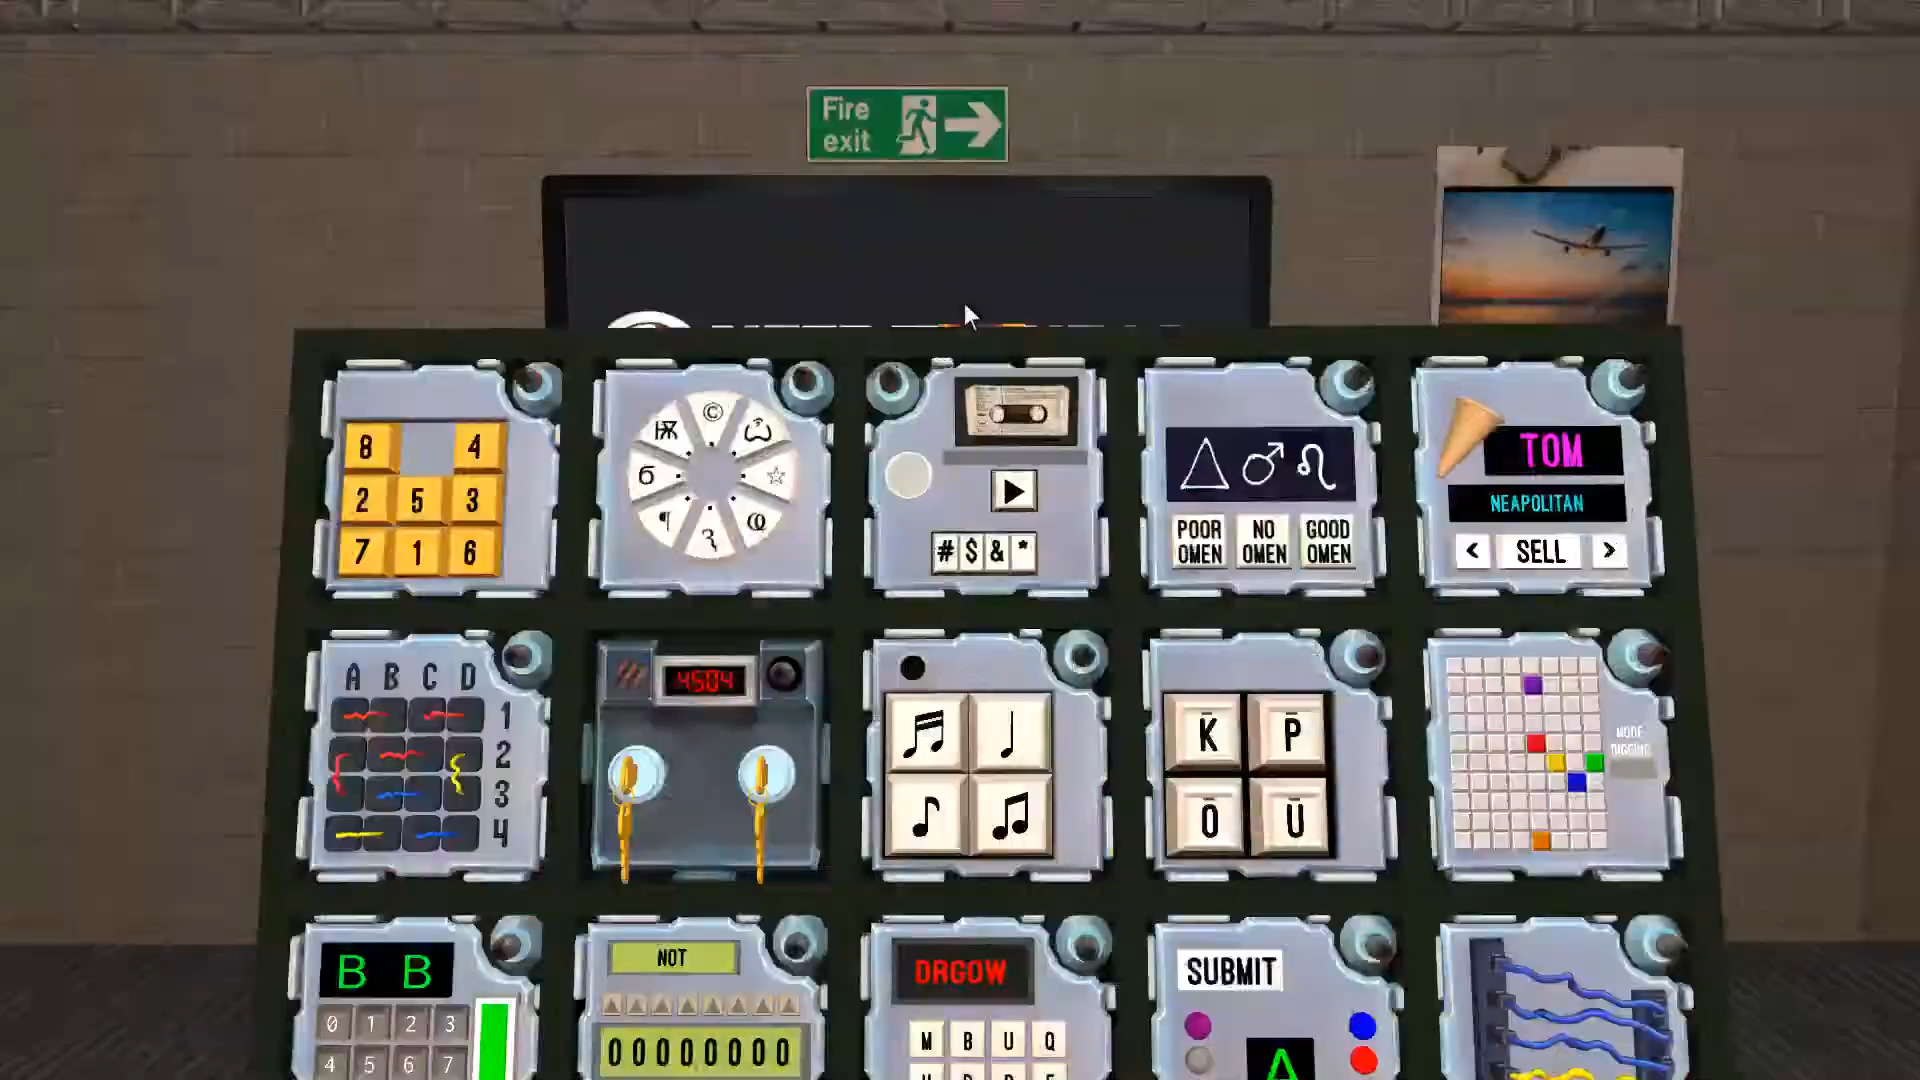 Fire
exit
8 4
2 5 3
7 1 6
Ѭ © Ѽ
б ☆
¶ ҩ
# $ & *
POOR OMEN
NO OMEN
GOOD OMEN
TOM
NEAPOLITAN
< SELL >
A B C D
1
2
3
4
4504
K P
O U
B B
0 1 2 3
4 5 6 7
NOT
00000000
DRGOW
M B U Q
SUBMIT
A